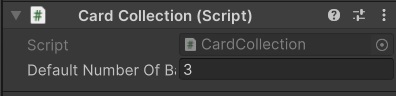 Card Collection (Script)
Script CardCollection
Default Number Of Ba 3